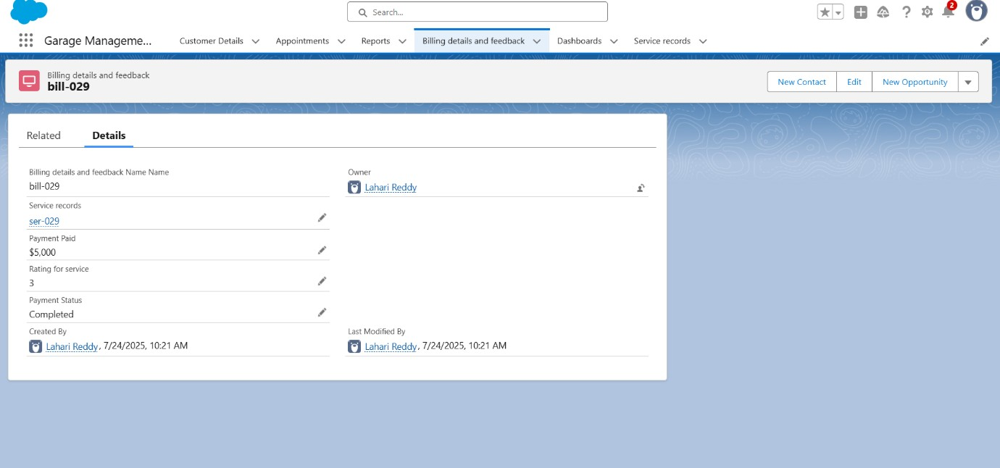 Search...
2
Garage Manageme...
Customer Details
Appointments
Reports
Billing details and feedback
Dashboards
Service records
Billing details and feedback
bill-029
New Contact
Edit
New Opportunity
Related
Details
Billing details and feedback Name Name
bill-029
Owner
Lahari Reddy
Service records
ser-029
Payment Paid
$5,000
Rating for service
3
Payment Status
Completed
Created By
Lahari Reddy, 7/24/2025, 10:21 AM
Last Modified By
Lahari Reddy, 7/24/2025, 10:21 AM